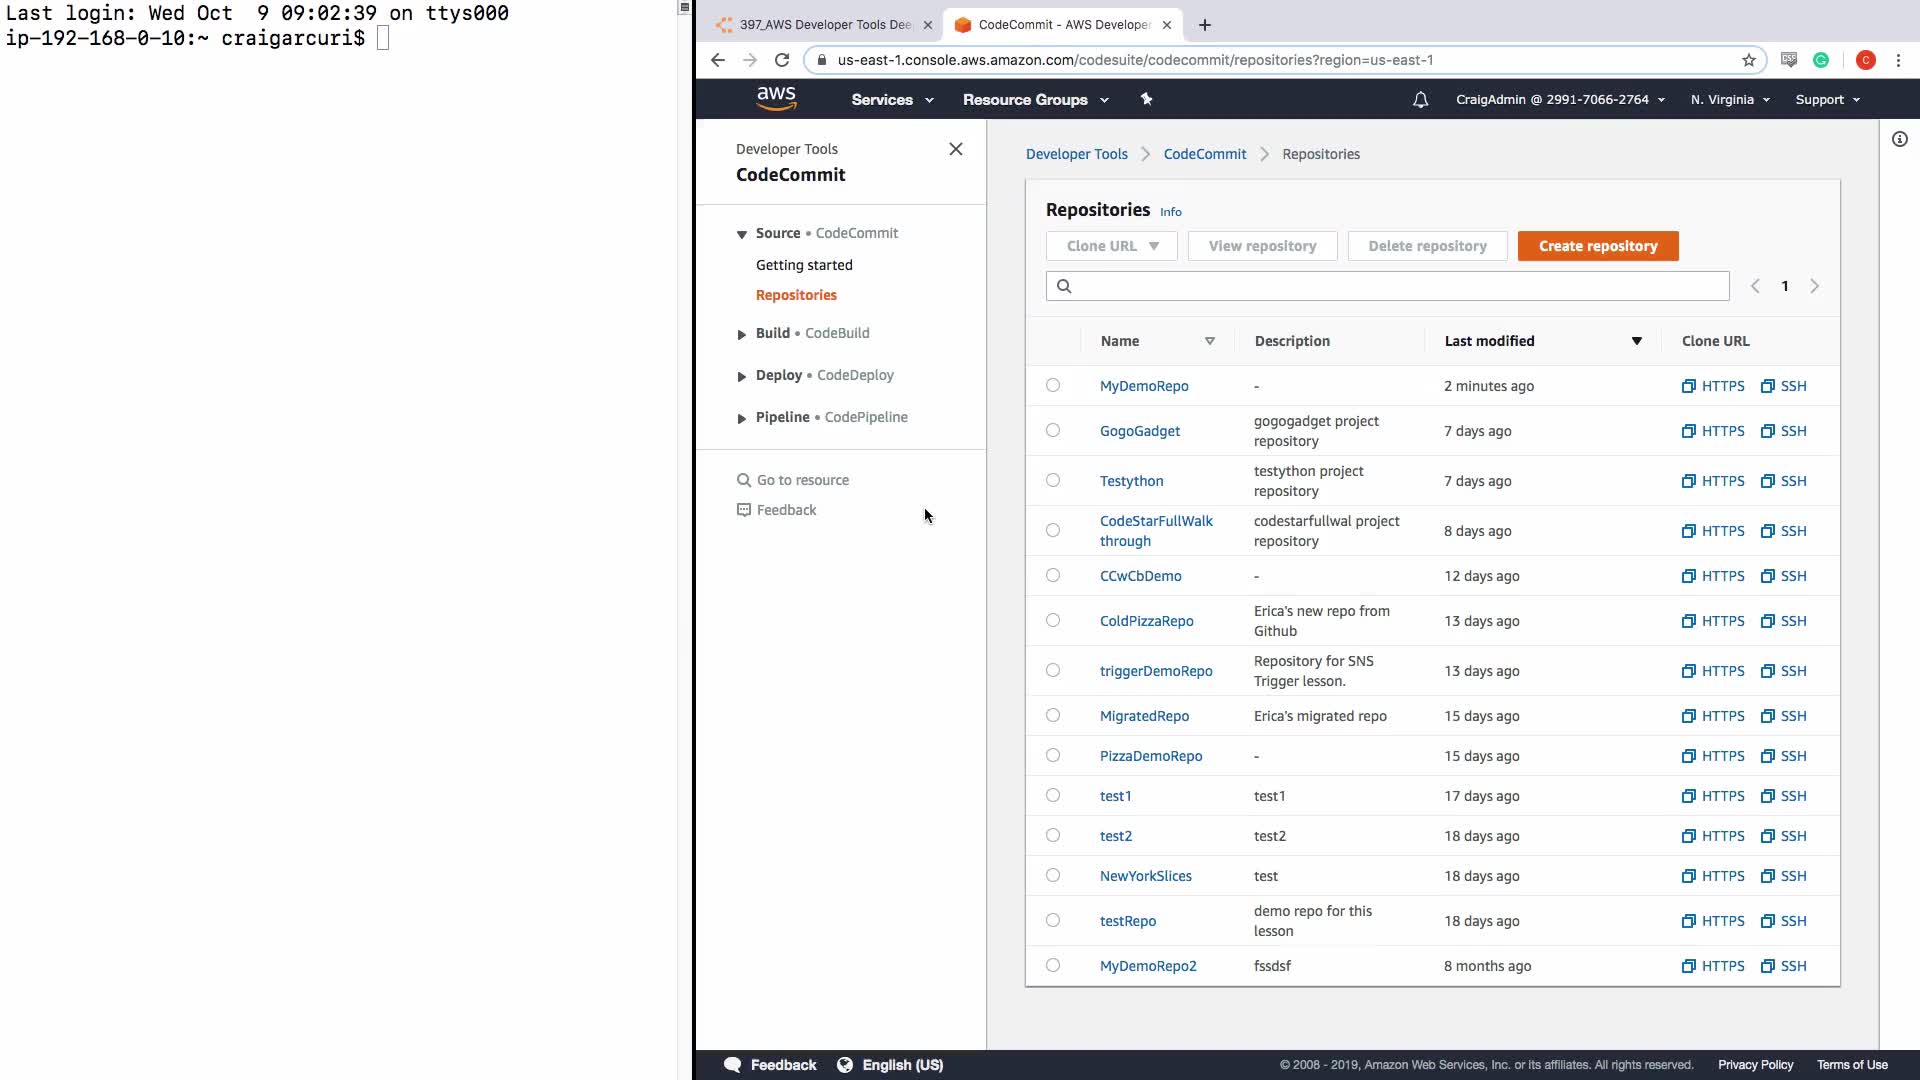 Last login: Wed Oct  9 09:02:39 on ttys000
ip-192-168-0-10:~ craigarcuri$
397_AWS Developer Tools Dee
CodeCommit - AWS Developer
us-east-1.console.aws.amazon.com/codesuite/codecommit/repositories?region=us-east-1
C
aws
Services
Resource Groups
CraigAdmin @ 2991-7066-2764
N. Virginia
Support
Developer Tools
CodeCommit
Source • CodeCommit
Getting started
Repositories
Build • CodeBuild
Deploy • CodeDeploy
Pipeline • CodePipeline
Go to resource
Feedback
Developer Tools
CodeCommit
Repositories
Repositories Info
Clone URL
View repository
Delete repository
Create repository
1
Name Description Last modified Clone URL
MyDemoRepo - 2 minutes ago HTTPS SSH
GogoGadget gogogadget project repository 7 days ago HTTPS SSH
Testython testython project repository 7 days ago HTTPS SSH
CodeStarFullWalkthrough codestarfullwal project repository 8 days ago HTTPS SSH
CCwCbDemo - 12 days ago HTTPS SSH
ColdPizzaRepo Erica's new repo from Github 13 days ago HTTPS SSH
triggerDemoRepo Repository for SNS Trigger lesson. 13 days ago HTTPS SSH
MigratedRepo Erica's migrated repo 15 days ago HTTPS SSH
PizzaDemoRepo - 15 days ago HTTPS SSH
test1 test1 17 days ago HTTPS SSH
test2 test2 18 days ago HTTPS SSH
NewYorkSlices test 18 days ago HTTPS SSH
testRepo demo repo for this lesson 18 days ago HTTPS SSH
MyDemoRepo2 fssdsf 8 months ago HTTPS SSH
Feedback
English (US)
© 2008 - 2019, Amazon Web Services, Inc. or its affiliates. All rights reserved.
Privacy Policy
Terms of Use